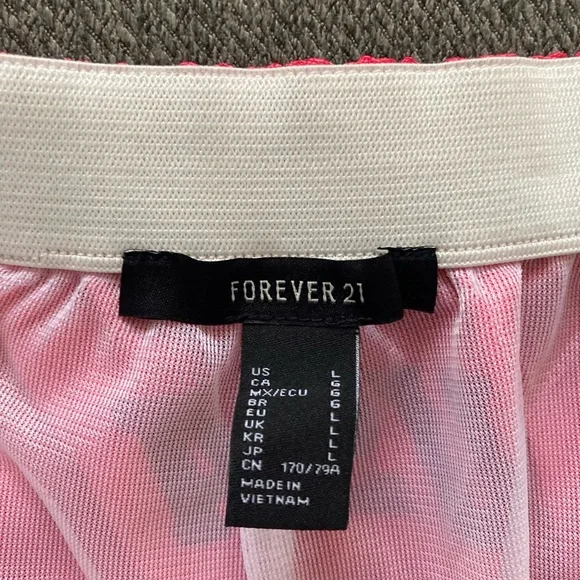 FOREVER 21
US L
CA G
MX/ECU G
BR G
EU L
UK L
KR L
JP L
CN 170/79A
MADE IN
VIETNAM